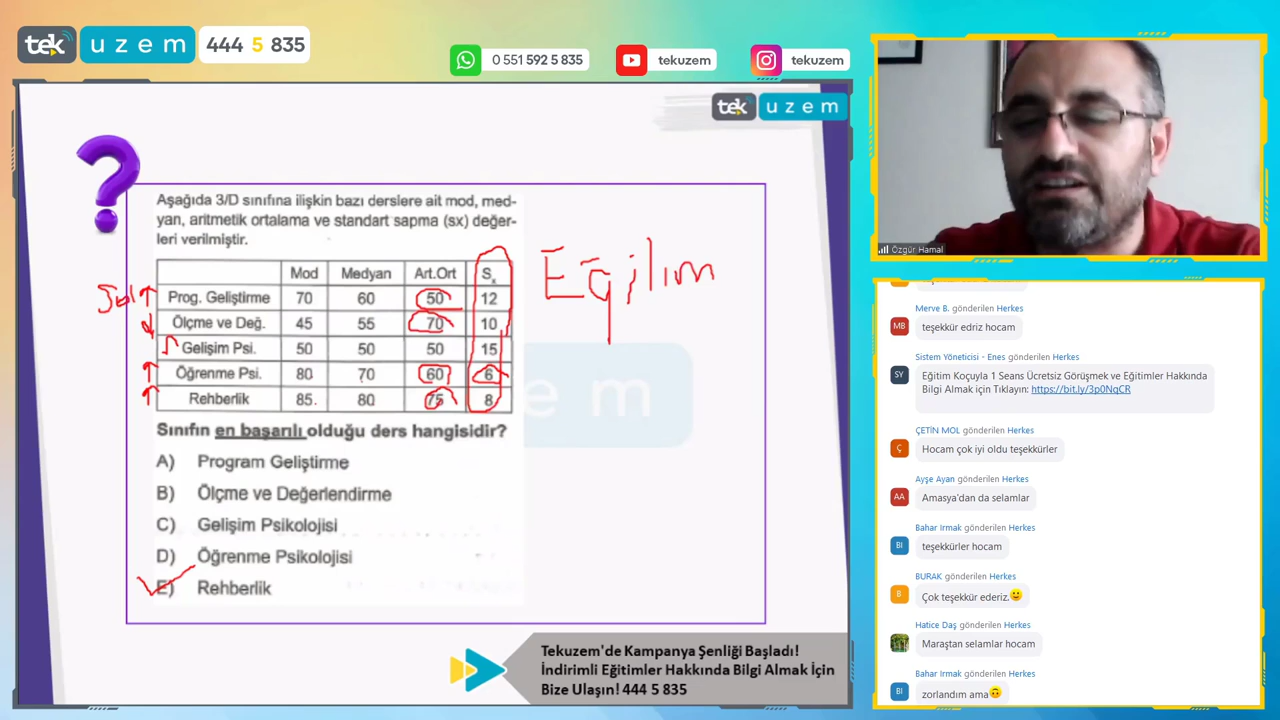 tek uzem 444 5 835
0 551 592 5 835 tekuzem tekuzem
tek uzem
Aşağıda 3/D sınıfına ilişkin bazı derslere ait mod, med-
yan, aritmetik ortalama ve standart sapma (sx) değer-
leri verilmiştir.
Mod Medyan Art.Ort Sx
Prog. Geliştirme 70 60 50 12
Ölçme ve Değ. 45 55 70 10
Gelişim Psi. 50 50 50 15
Öğrenme Psi. 80 70 60 6
Rehberlik 85. 80 75 8
Eğilim
Sınıfın en başarılı olduğu ders hangisidir?
A) Program Geliştirme
B) Ölçme ve Değerlendirme
C) Gelişim Psikolojisi
D) Öğrenme Psikolojisi
E) Rehberlik
e m
Tekuzem'de Kampanya Şenliği Başladı!
İndirimli Eğitimler Hakkında Bilgi Almak İçin
Bize Ulaşın! 444 5 835
Özgür Hamal
Merve B. gönderilen Herkes
MB teşekkür edriz hocam
Sistem Yöneticisi - Enes gönderilen Herkes
SY Eğitim Koçuyla 1 Seans Ücretsiz Görüşmek ve Eğitimler Hakkında
Bilgi Almak için Tıklayın: https://bit.ly/3p0NqCR
ÇETİN MOL gönderilen Herkes
Ç Hocam çok iyi oldu teşekkürler
Ayşe Ayan gönderilen Herkes
AA Amasya'dan da selamlar
Bahar Irmak gönderilen Herkes
BI teşekkürler hocam
BURAK gönderilen Herkes
B Çok teşekkür ederiz.
Hatice Daş gönderilen Herkes
Maraştan selamlar hocam
Bahar Irmak gönderilen Herkes
BI zorlandım ama